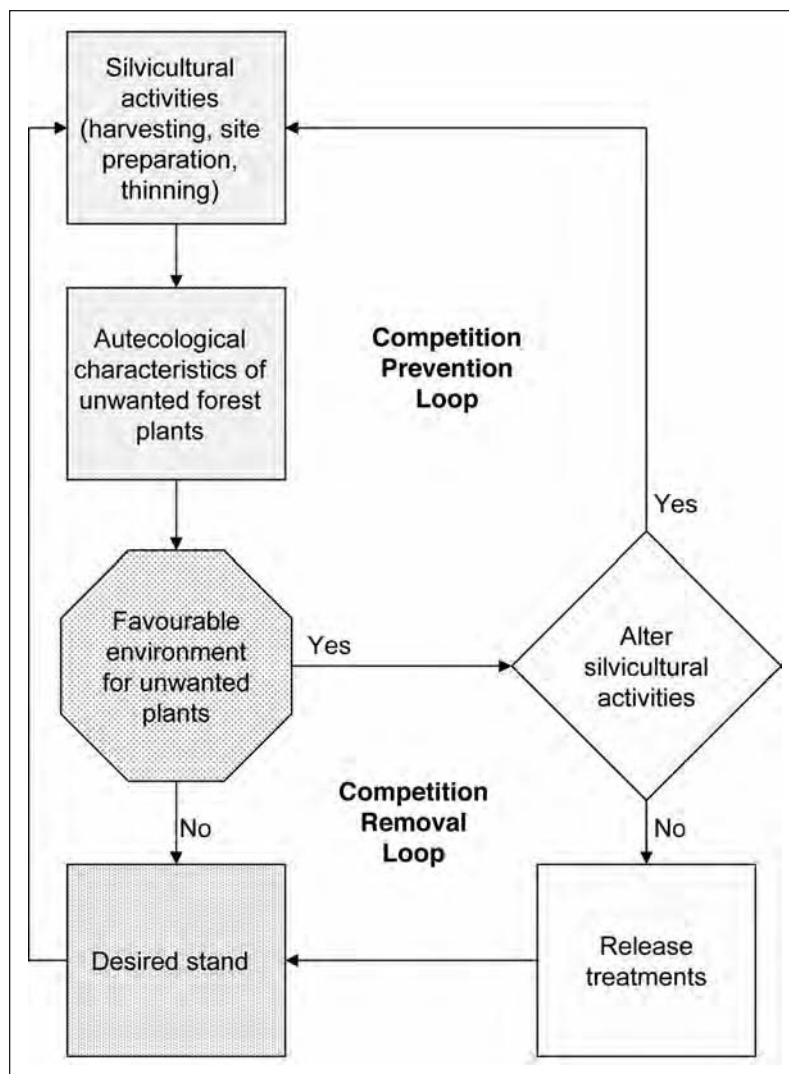 Silvicultural
activities
(harvesting, site
preparation,
thinning)
Autecological
characteristics of
unwanted forest
plants
Competition
Prevention
Loop
Yes
Favourable
environment
for unwanted
plants
Yes
Alter
silvicultural
activities
Competition
Removal
Loop
No
No
Desired stand
Release
treatments